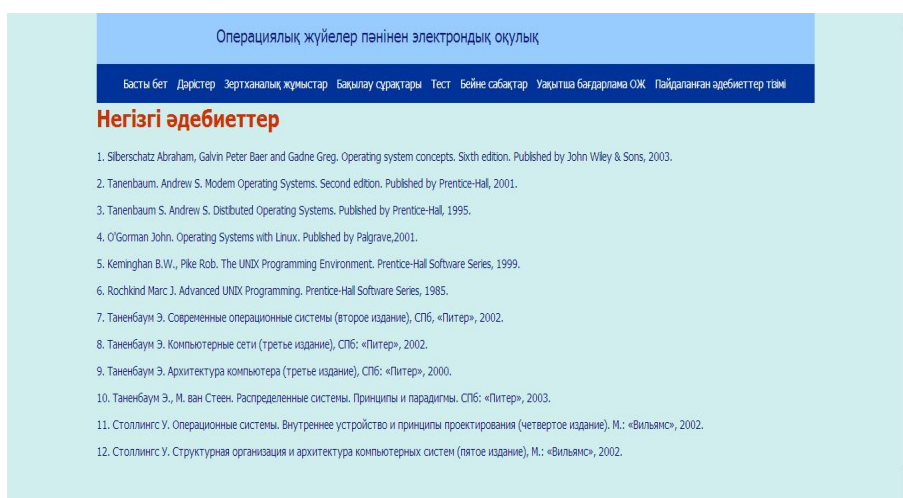 Операциялық жүйелер пәнінен электрондық оқулық
Басты бет Дәрістер Зертханалық жұмыстар Бақылау сұрақтары Тест Бейне сабақтар Уақытша бағдарлама ОЖ Пайдаланған әдебиеттер тізімі
Негізгі әдебиеттер
1. Silberschatz Abraham, Galvin Peter Baer and Gadne Greg. Operating system concepts. Sixth edition. Published by John Wiley & Sons, 2003.
2. Tanenbaum. Andrew S. Modem Operating Systems. Second edition. Published by Prentice-Hall, 2001.
3. Tanenbaum S. Andrew S. Distibuted Operating Systems. Published by Prentice-Hall, 1995.
4. O'Gorman John. Operating Systems with Linux. Published by Palgrave,2001.
5. Keminghan B.W., Pike Rob. The UNIX Programming Environment. Prentice-Hall Software Series, 1999.
6. Rochkind Marc J. Advanced UNIX Programming. Prentice-Hall Software Series, 1985.
7. Таненбаум Э. Современные операционные системы (второе издание), СПб, «Питер», 2002.
8. Таненбаум Э. Компьютерные сети (третье издание), СПб: «Питер», 2002.
9. Таненбаум Э. Архитектура компьютера (третье издание), СПб: «Питер», 2000.
10. Таненбаум Э., М. ван Стеен. Распределенные системы. Принципы и парадигмы. СПб: «Питер», 2003.
11. Столлингс У. Операционные системы. Внутреннее устройство и принципы проектирования (четвертое издание). М.: «Вильямс», 2002.
12. Столлингс У. Структурная организация и архитектура компьютерных систем (пятое издание), М.: «Вильямс», 2002.